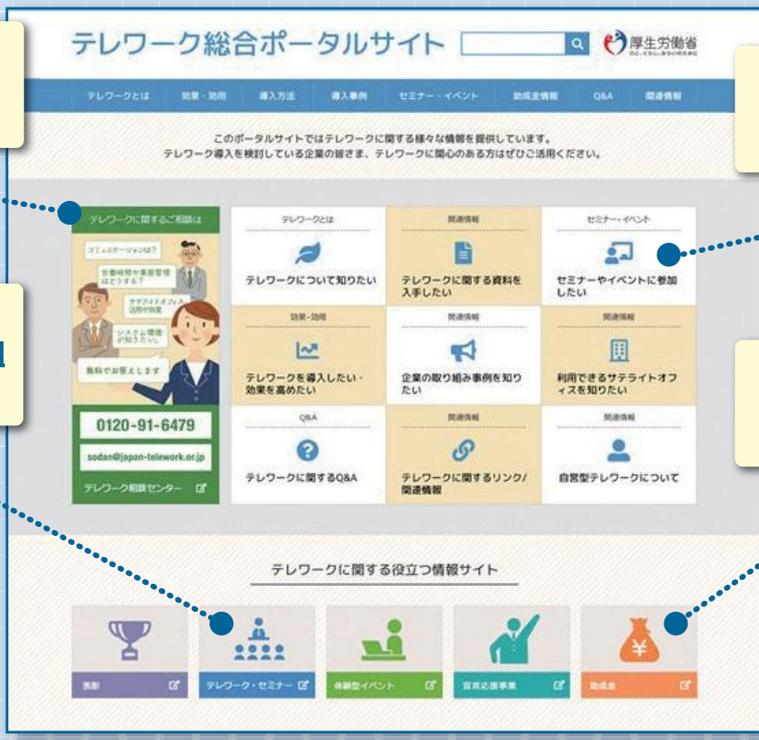 テレワーク総合ポータルサイト
厚生労働省
ひと、くらし、みらいのために
テレワークとは
効果・効用
導入方法
導入事例
セミナー・イベント
助成金情報
Q&A
関連情報
このポータルサイトではテレワークに関する様々な情報を提供しています。
テレワーク導入を検討している企業の皆さま、テレワークに関心のある方はぜひご活用ください。
テレワークに関するご相談は
コミュニケーションは？
労働時間や業務管理
はどうする？
サテライトオフィス
活用や効果
システム環境
が知りたい。
無料でお答えします
0120-91-6479
sodan@japan-telework.or.jp
テレワーク相談センター
テレワークとは
テレワークについて知りたい
関連情報
テレワークに関する資料を
入手したい
セミナー・イベント
セミナーやイベントに参加
したい
効果・効用
テレワークを導入したい・
効果を高めたい
関連情報
企業の取り組み事例を知り
たい
関連情報
利用できるサテライトオフ
ィスを知りたい
Q&A
テレワークに関するQ&A
関連情報
テレワークに関するリンク/
関連情報
関連情報
自営型テレワークについて
テレワークに関する役立つ情報サイト
表彰
テレワーク・セミナー
体験型イベント
宣言応援事業
助成金